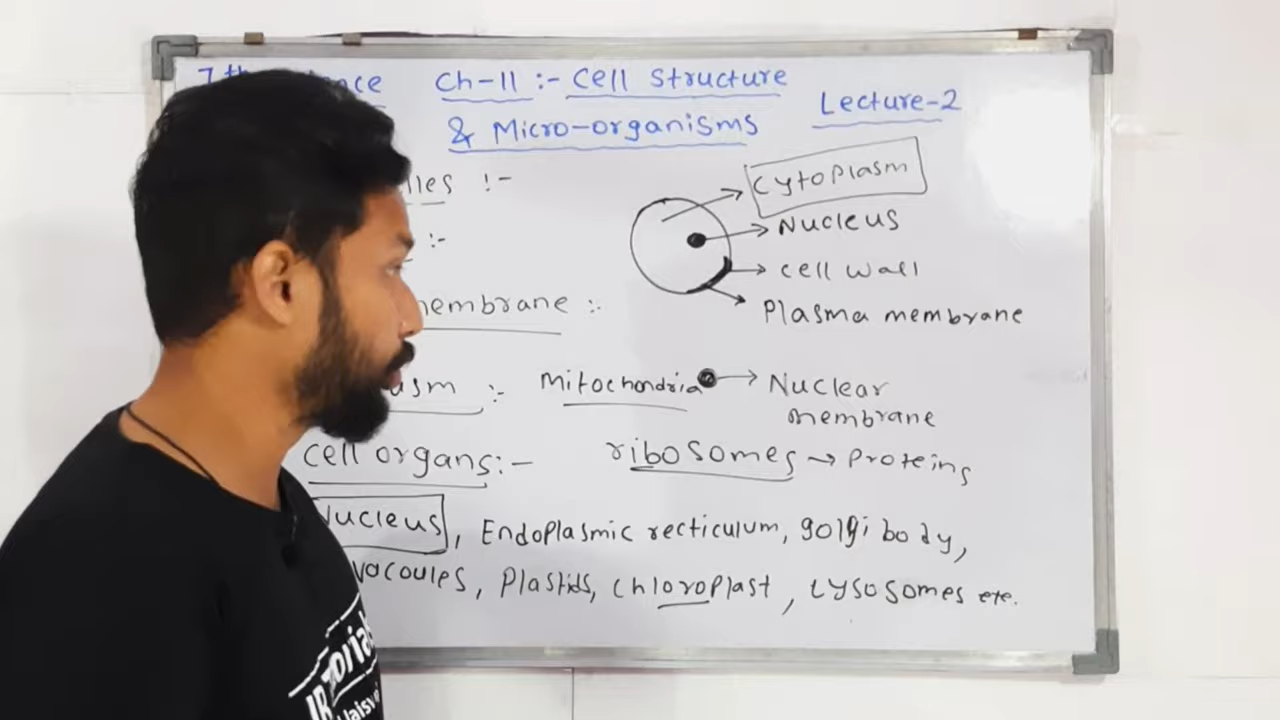 7th Ch-11 :- Cell Structure
& Micro-organisms
Lecture-2
:-
Cytoplasm
Nucleus
:-
cell wall
membrane :-
Plasma membrane
:- Mitochondria
Nuclear
membrane
cell organs:-
ribosomes → Proteins
Nucleus, Endoplasmic recticulum, golgi body,
vacoules, Plastids, Chloroplast, Lysosomes etc.